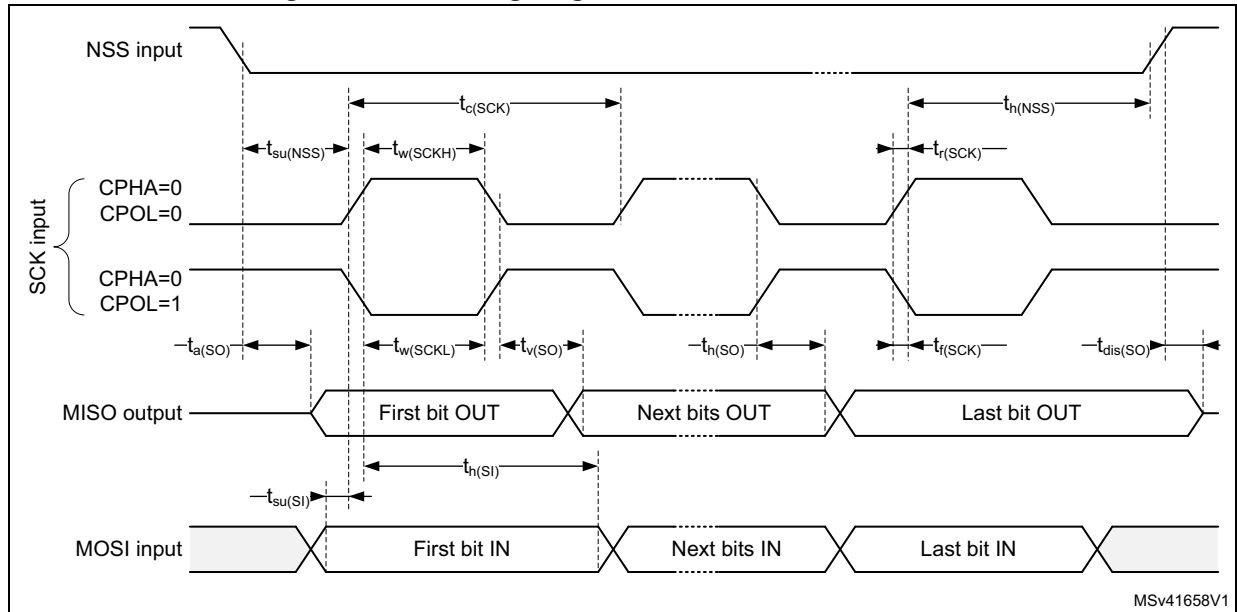 NSS input
tc(SCK)
th(NSS)
tsu(NSS)
tw(SCKH)
tr(SCK)
SCK input
CPHA=0
CPOL=0
CPHA=0
CPOL=1
ta(SO)
tw(SCKL)
tv(SO)
th(SO)
tf(SCK)
tdis(SO)
MISO output
First bit OUT
Next bits OUT
Last bit OUT
th(SI)
tsu(SI)
MOSI input
First bit IN
Next bits IN
Last bit IN
MSv41658V1